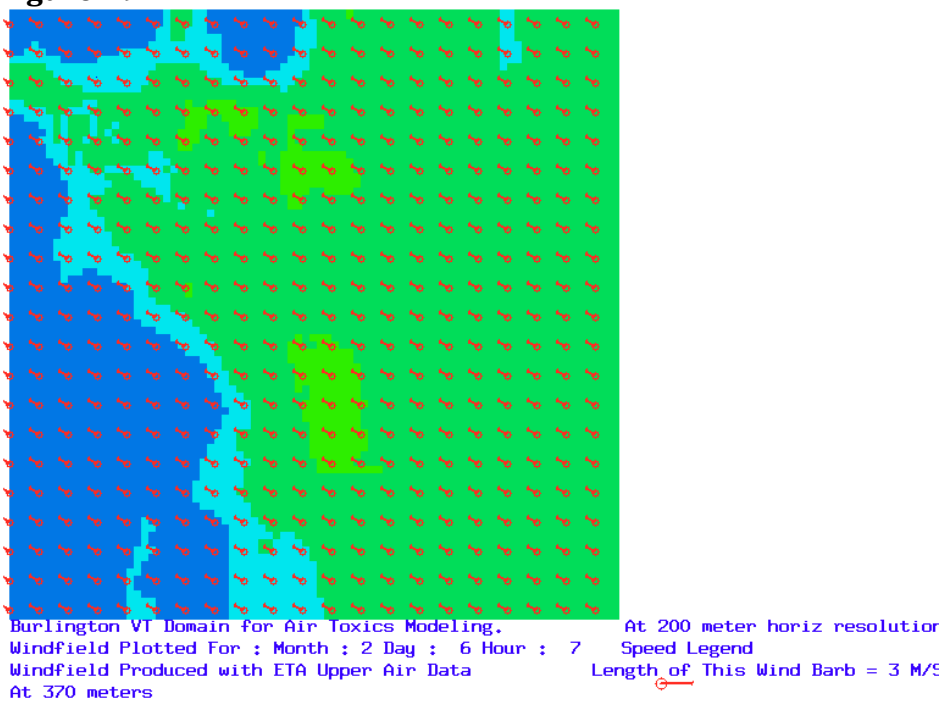 Burlington VT Domain for Air Toxics Modeling. At 200 meter horiz resolution
Windfield Plotted For : Month : 2 Day : 6 Hour : 7 Speed Legend
Windfield Produced with ETA Upper Air Data Length of This Wind Barb = 3 M/S
At 370 meters